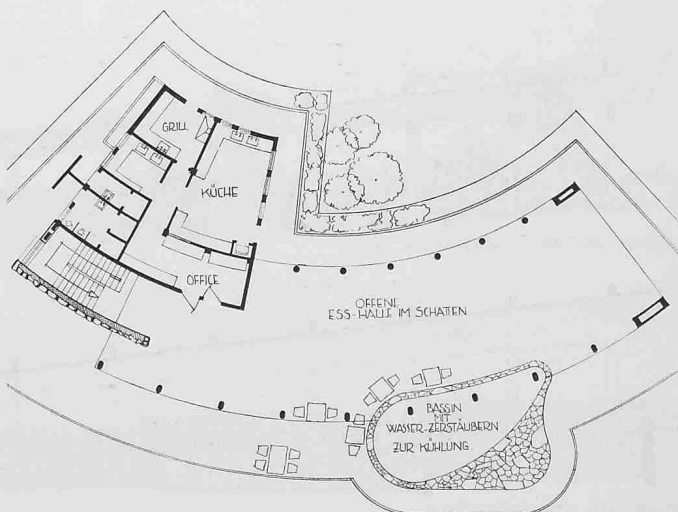 GRILL
KÜCHE
OFFICE
OFFENE
ESS-HALLE IM SCHATTEN
BASSIN
MIT
WASSER-ZERSTÄUBERN
ZUR KÜHLUNG